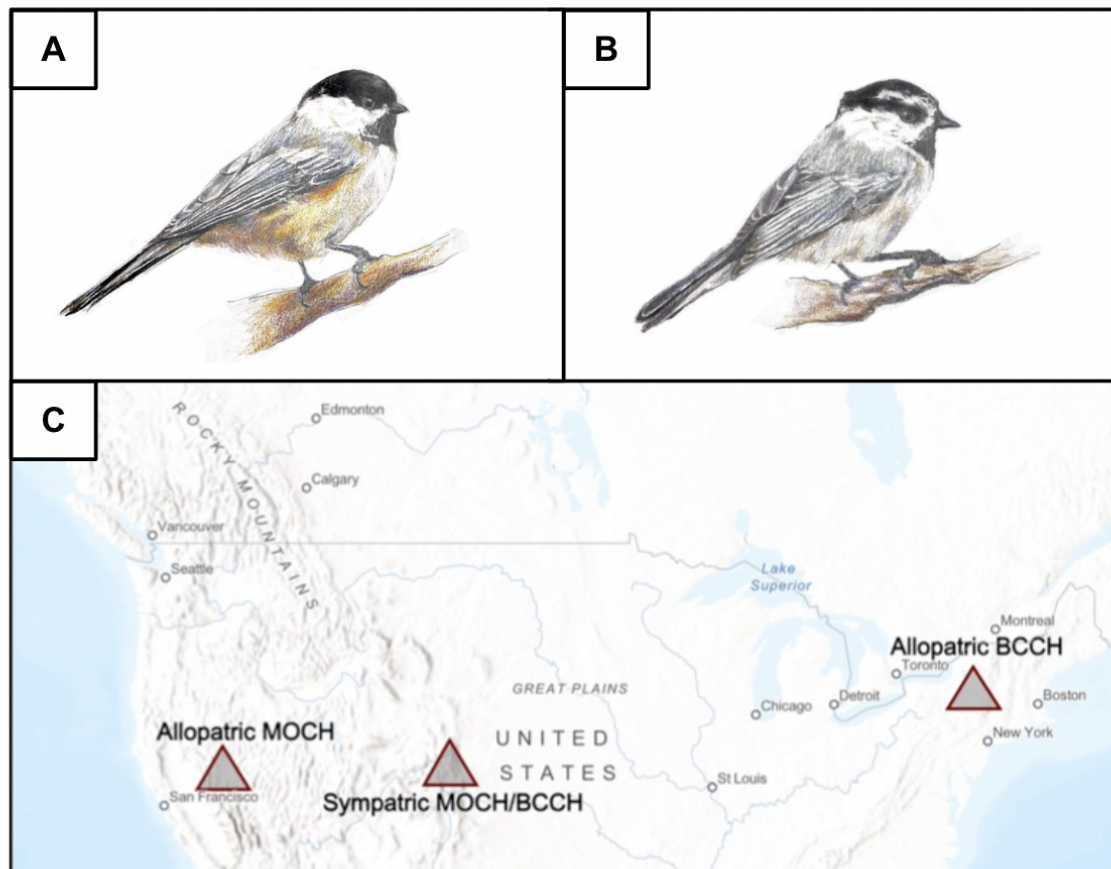 A
B
C
ROCKY MOUNTAINS
Edmonton
Calgary
Vancouver
Seattle
Lake
Superior
Montreal
Allopatric BCCH
Toronto
GREAT PLAINS
Chicago
Detroit
Boston
New York
Allopatric MOCH
UNITED
STATES
St Louis
San Francisco
Sympatric MOCH/BCCH